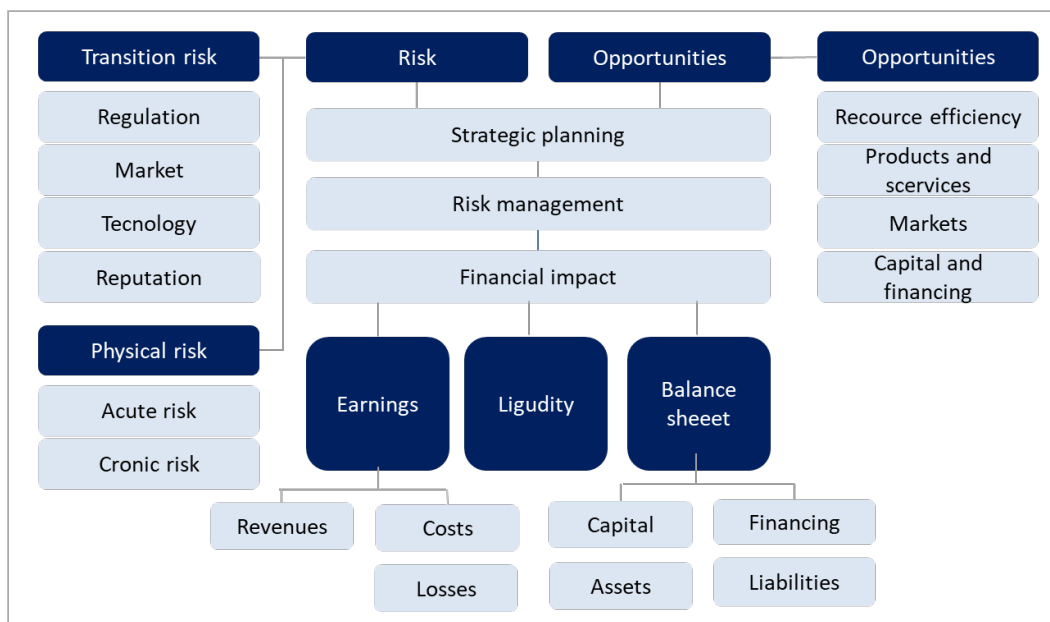 Transition risk
Risk
Opportunities
Opportunities
Regulation
Market
Tecnology
Reputation
Physical risk
Acute risk
Cronic risk
Strategic planning
Risk management
Financial impact
Recource efficiency
Products and
scervices
Markets
Capital and
financing
Earnings
Ligudity
Balance
sheeet
Revenues
Costs
Losses
Capital
Assets
Financing
Liabilities